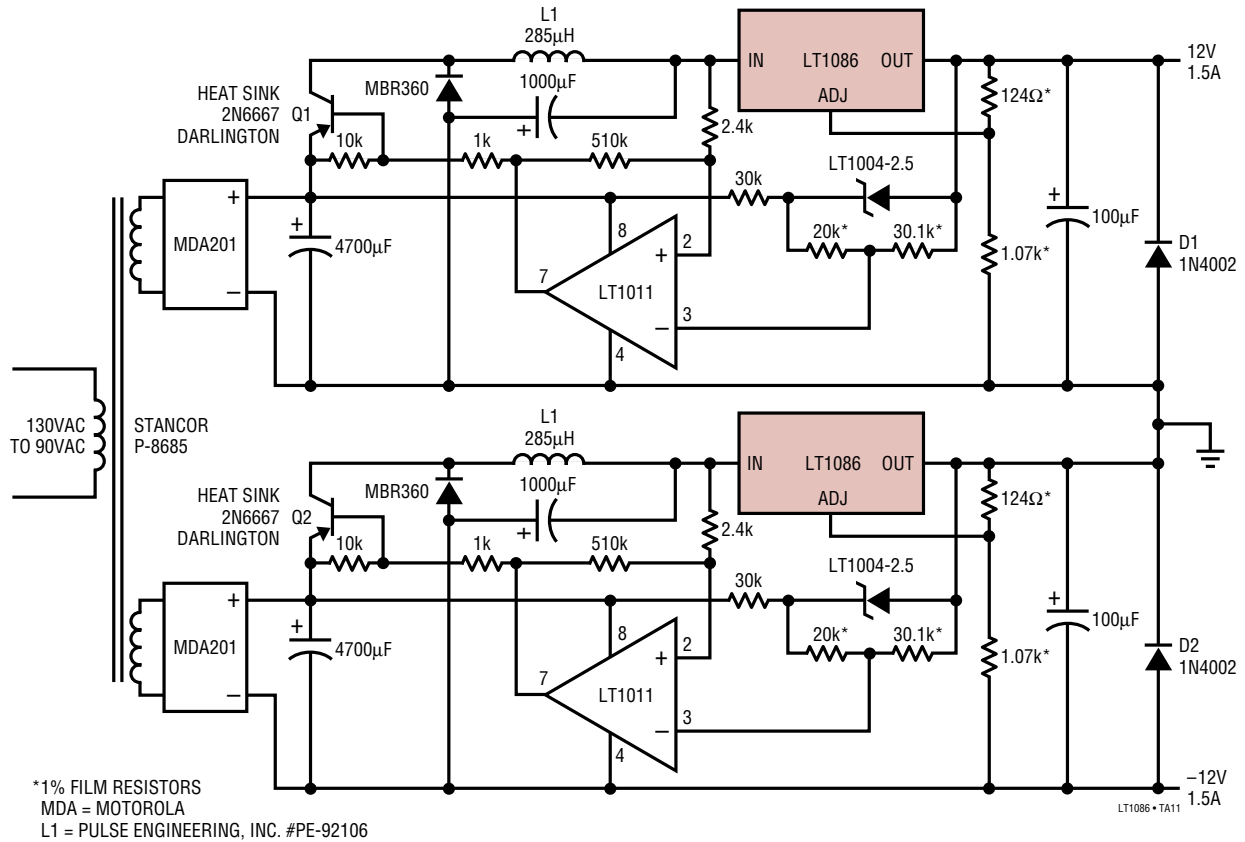 L1
285µH
1000µF
MBR360
HEAT SINK
2N6667
DARLINGTON
Q1
10k
1k
510k
2.4k
IN
LT1086
OUT
ADJ
124Ω*
12V
1.5A
LT1004-2.5
30k
20k*
30.1k*
1.07k*
+
100µF
D1
1N4002
+
MDA201
–
+
4700µF
8
2
+
7
LT1011
3
–
4
+
130VAC
TO 90VAC
STANCOR
P-8685
L1
285µH
1000µF
MBR360
HEAT SINK
2N6667
DARLINGTON
Q2
10k
1k
510k
2.4k
IN
LT1086
OUT
ADJ
124Ω*
LT1004-2.5
30k
20k*
30.1k*
1.07k*
+
100µF
D2
1N4002
+
MDA201
–
+
4700µF
8
2
+
7
LT1011
3
–
4
+
–12V
1.5A
*1% FILM RESISTORS
MDA = MOTOROLA
L1 = PULSE ENGINEERING, INC. #PE-92106
LT1086 • TA11